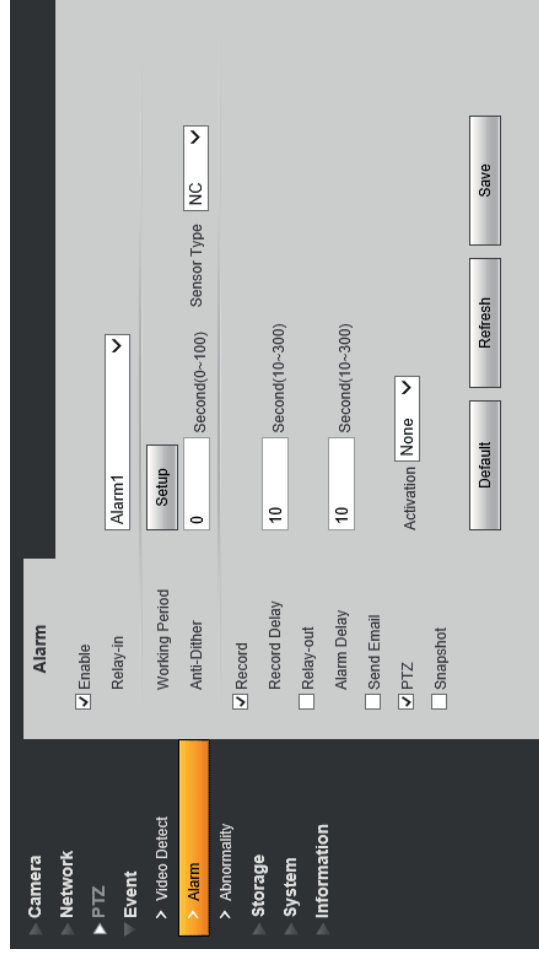 Camera
Network
PTZ
Event
> Video Detect
> Alarm
> Abnormality
Storage
System
Information
Alarm
Enable
Relay-in Alarm1
Working Period Setup
Anti-Dither 0 Second(0~100) Sensor Type NC
Record
Record Delay 10 Second(10~300)
Relay-out
Alarm Delay 10 Second(10~300)
Send Email
PTZ Activation None
Snapshot
Default Refresh Save